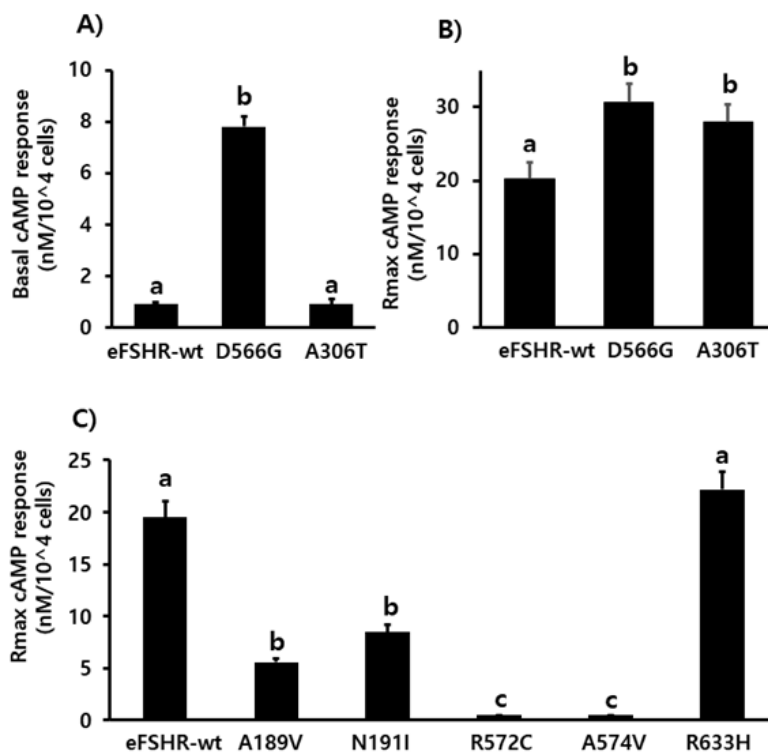 A)
Basal cAMP response
(nM/10^4 cells)
10
8
6
4
2
0
a
b
a
eFSHR-wt D566G A306T
B)
Rmax cAMP response
(nM/10^4 cells)
30
20
10
0
a
b
b
eFSHR-wt D566G A306T
C)
Rmax cAMP response
(nM/10^4 cells)
25
20
15
10
5
0
a
b
b
c
c
a
eFSHR-wt A189V N191I R572C A574V R633H